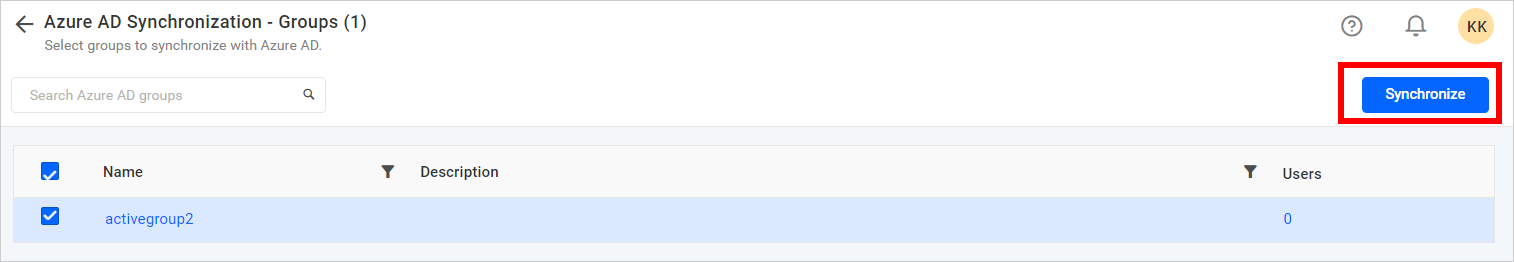 Azure AD Synchronization - Groups (1)
Select groups to synchronize with Azure AD.
KK
Search Azure AD groups
Synchronize
Name Description Users
activegroup2 0